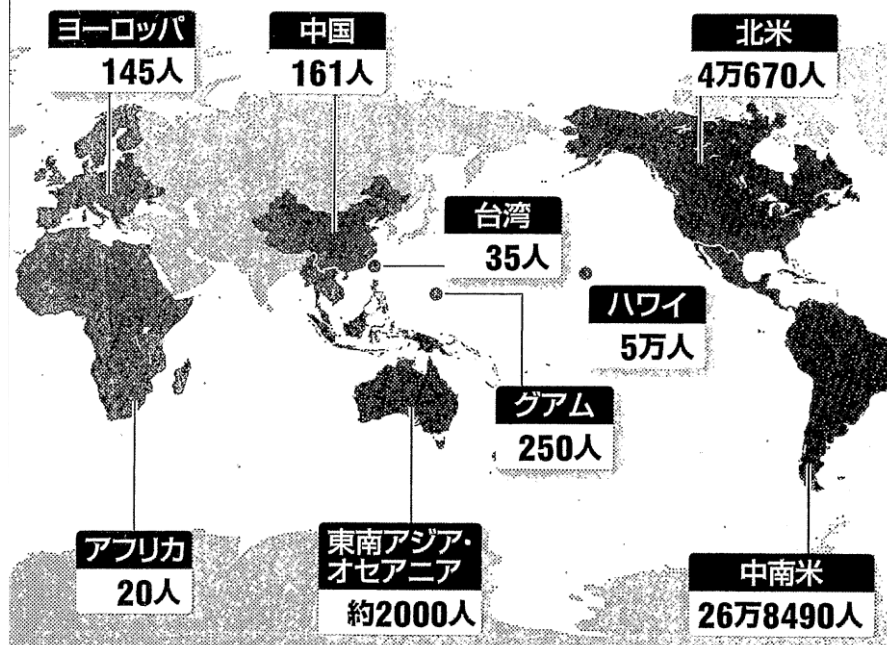 ヨーロッパ
145人
中国
161人
北米
4万670人
台湾
35人
ハワイ
5万人
グアム
250人
アフリカ
20人
東南アジア・
オセアニア
約2000人
中南米
26万8490人